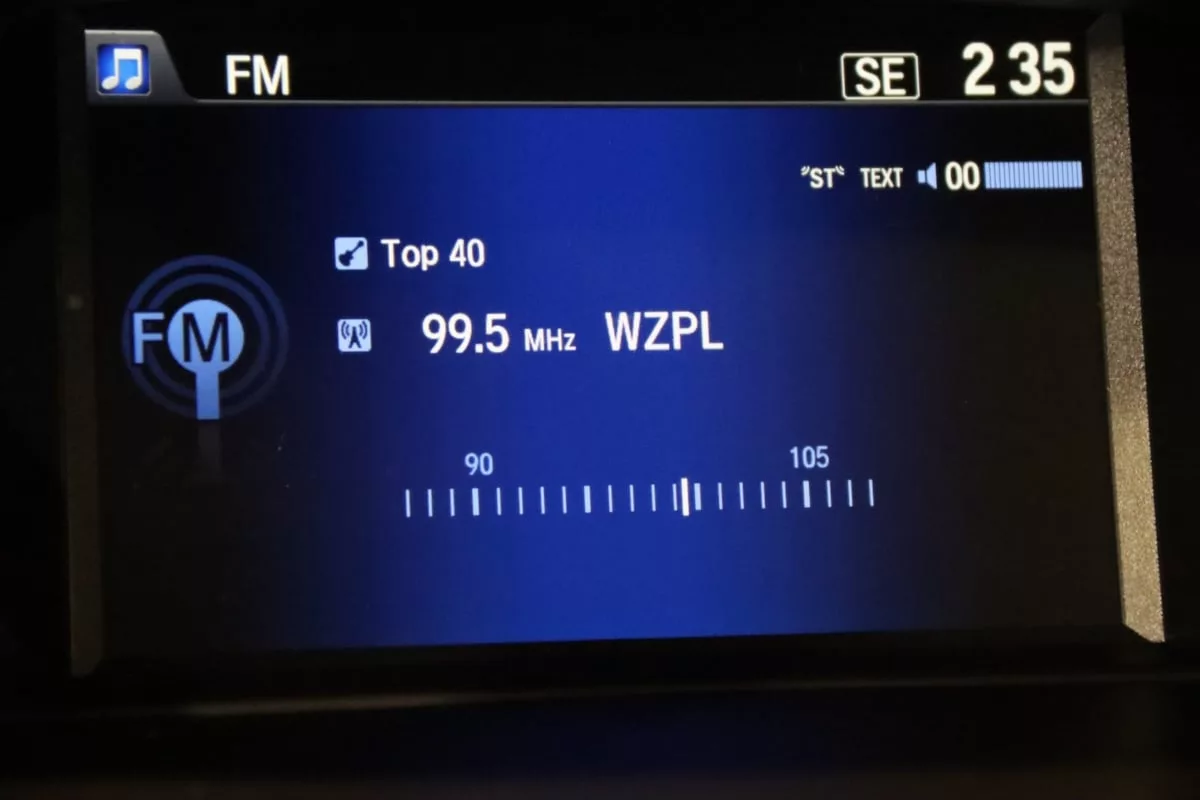 FM SE 2 35
"ST" TEXT 00
Top 40
FM 99.5 MHz WZPL
90 105